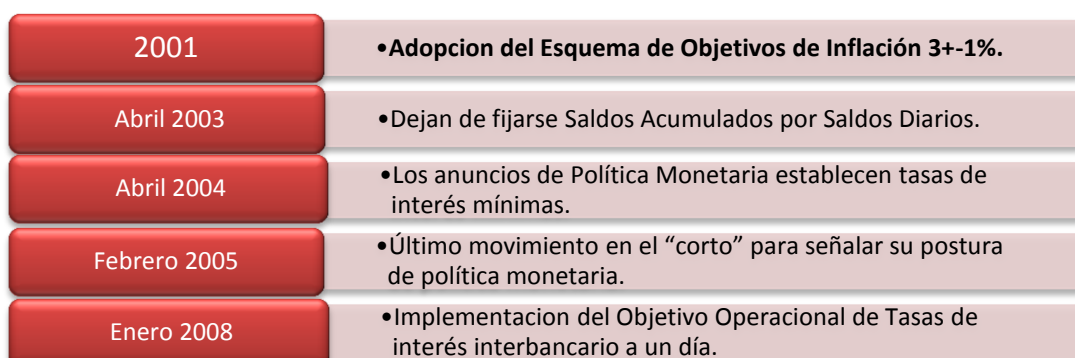 2001
•Adopcion del Esquema de Objetivos de Inflación 3+-1%.
Abril 2003
•Dejan de fijarse Saldos Acumulados por Saldos Diarios.
Abril 2004
•Los anuncios de Política Monetaria establecen tasas de
interés mínimas.
Febrero 2005
•Último movimiento en el “corto” para señalar su postura
de política monetaria.
Enero 2008
•Implementacion del Objetivo Operacional de Tasas de
interés interbancario a un día.